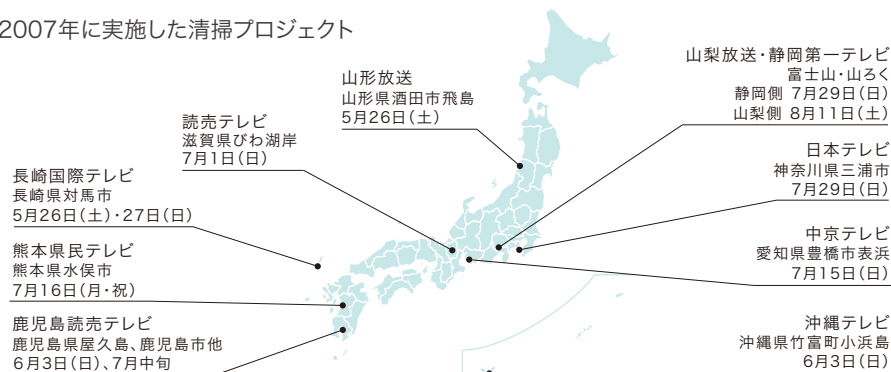 2007年に実施した清掃プロジェクト
山形放送
山形県酒田市飛島
5月26日(土)
読売テレビ
滋賀県びわ湖岸
7月1日(日)
長崎国際テレビ
長崎県対馬市
5月26日(土)・27日(日)
熊本県民テレビ
熊本県水俣市
7月16日(月・祝)
鹿児島読売テレビ
鹿児島県屋久島、鹿児島市他
6月3日(日)、7月中旬
山梨放送・静岡第一テレビ
富士山・山ろく
静岡側 7月29日(日)
山梨側 8月11日(土)
日本テレビ
神奈川県三浦市
7月29日(日)
中京テレビ
愛知県豊橋市表浜
7月15日(日)
沖縄テレビ
沖縄県竹富町小浜島
6月3日(日)